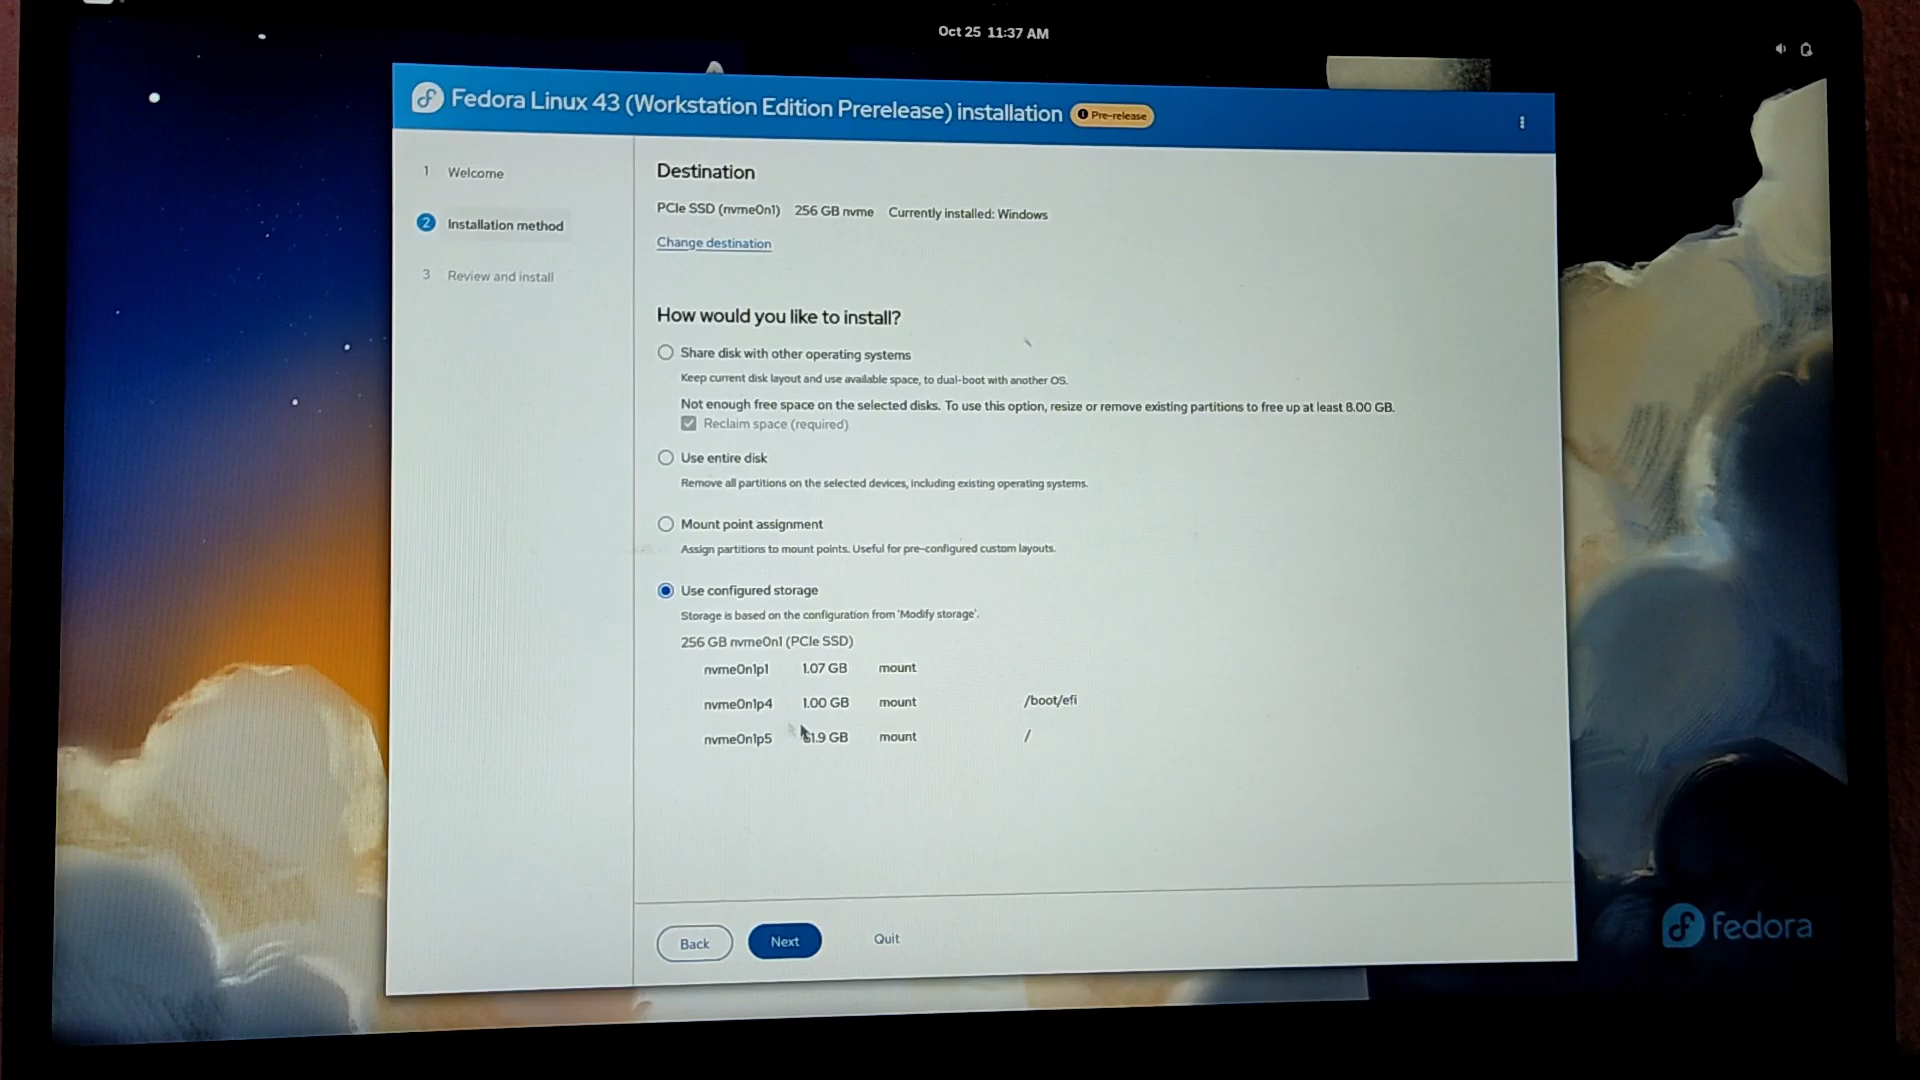 Oct 25 11:37 AM
Fedora Linux 43 (Workstation Edition Prerelease) installation
Pre-release
1 Welcome
2 Installation method
3 Review and install
Destination
PCIe SSD (nvme0n1) 256 GB nvme Currently installed: Windows
Change destination
How would you like to install?
Share disk with other operating systems
Keep current disk layout and use available space, to dual-boot with another OS.
Not enough free space on the selected disks. To use this option, resize or remove existing partitions to free up at least 8.00 GB.
Reclaim space (required)
Use entire disk
Remove all partitions on the selected devices, including existing operating systems.
Mount point assignment
Assign partitions to mount points. Useful for pre-configured custom layouts.
Use configured storage
Storage is based on the configuration from 'Modify storage'.
256 GB nvme0n1 (PCIe SSD)
nvme0n1p1 1.07 GB mount
nvme0n1p4 1.00 GB mount /boot/efi
nvme0n1p5 GB mount /
Back Next Quit
fedora